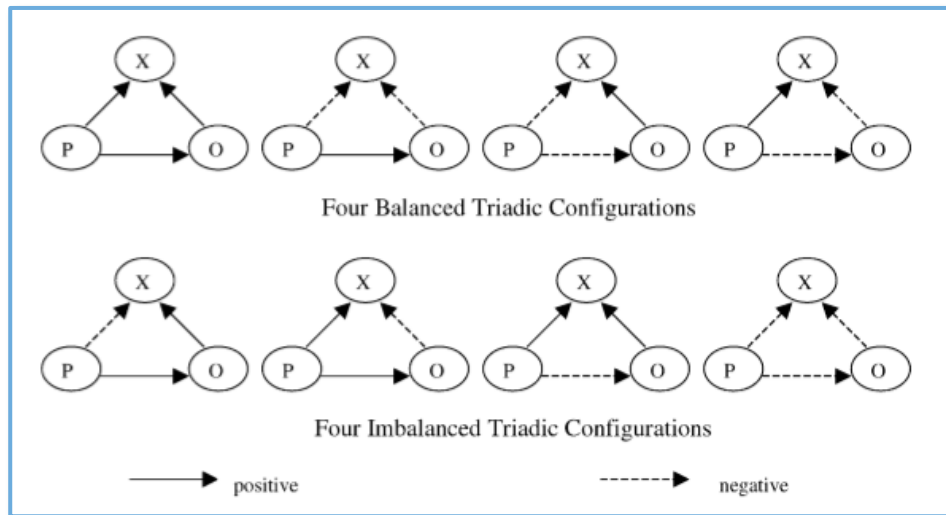 X X X X
P O P O P O P O
Four Balanced Triadic Configurations
X X X X
P O P O P O P O
Four Imbalanced Triadic Configurations
positive negative